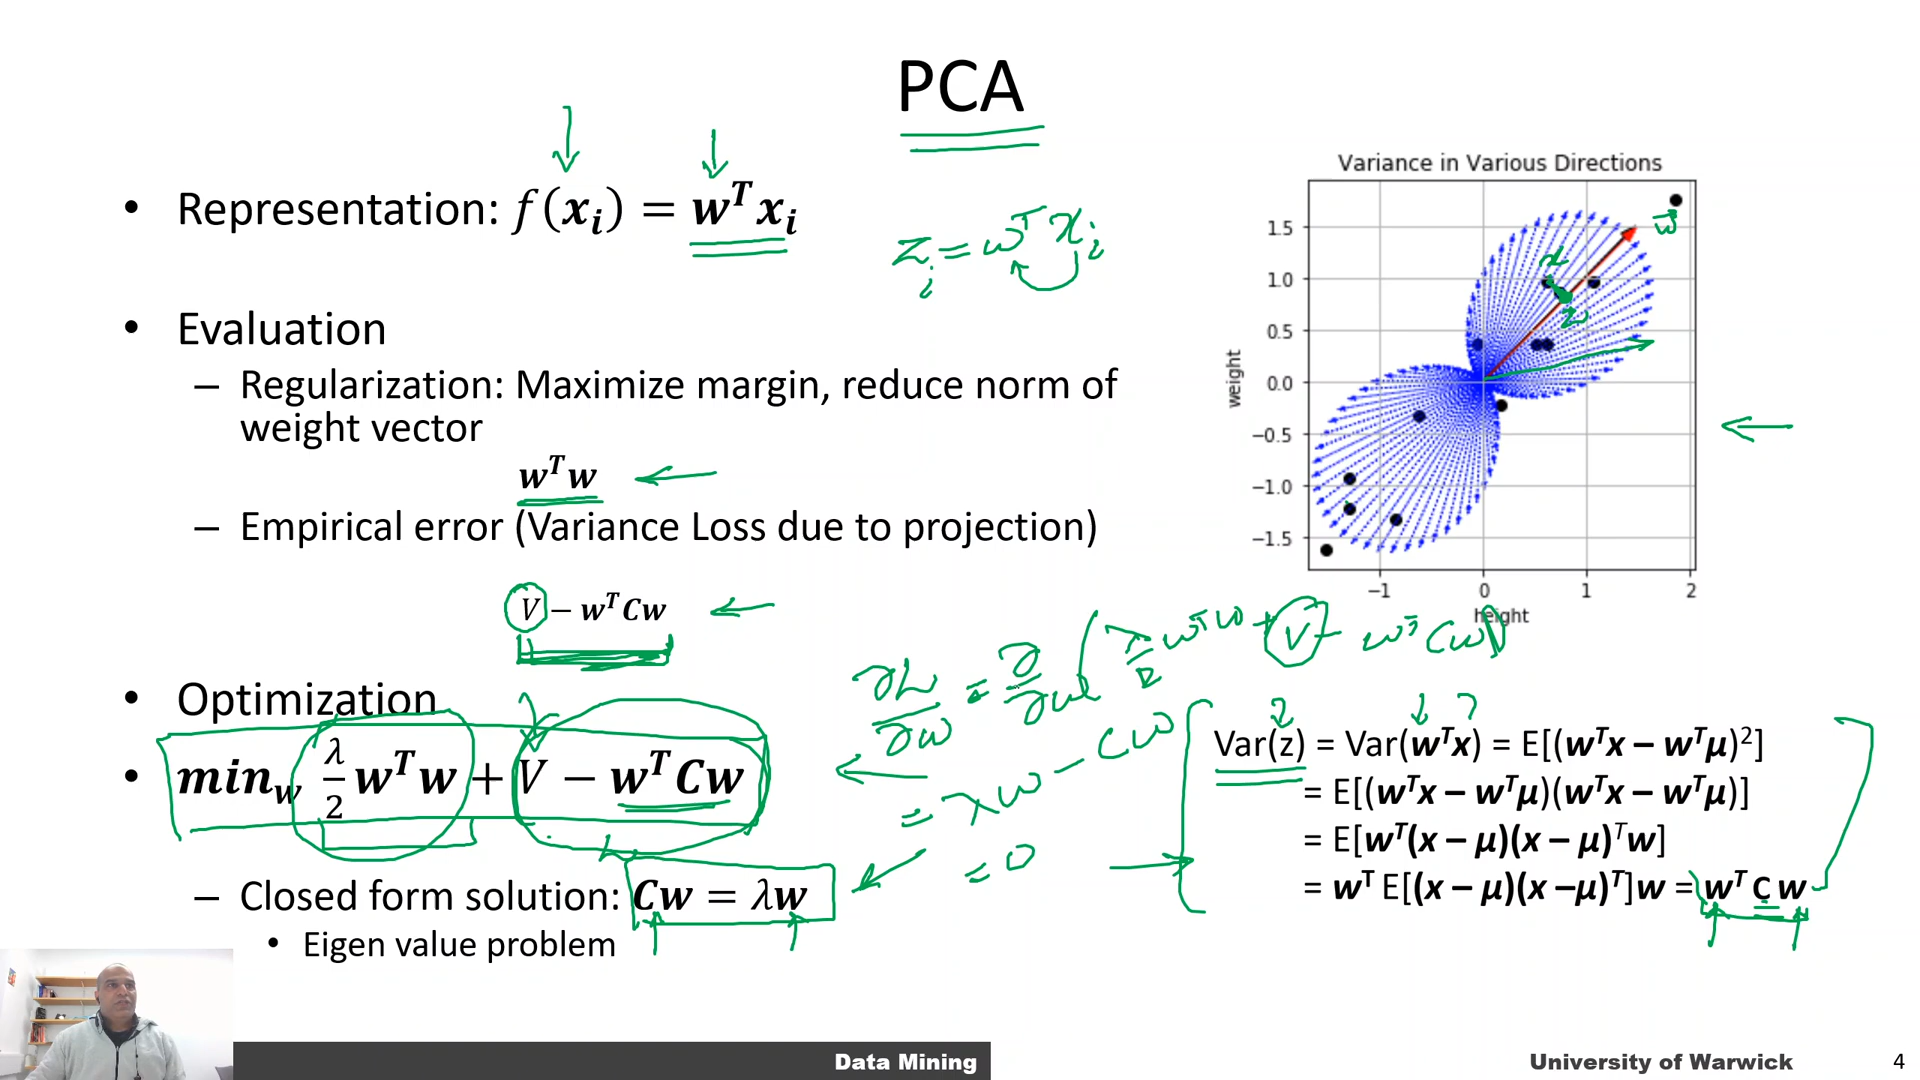 PCA
• Representation: f(xᵢ) = wᵀxᵢ
zᵢ = wᵀxᵢ
• Evaluation
– Regularization: Maximize margin, reduce norm of
weight vector
wᵀw
– Empirical error (Variance Loss due to projection)
V – wᵀCw
• Optimization
• min_w λ/2 wᵀw + V − wᵀCw
– Closed form solution: Cw = λw
• Eigen value problem
Variance in Various Directions
weight
1.5
1.0
0.5
0.0
−0.5
−1.0
−1.5
−1 0 1 2
height
w
x
z
∂L/∂w = ∂/∂w (λ/2 wᵀw + V − wᵀCw)
= λw − Cw
= 0
Var(z) = Var(wᵀx) = E[(wᵀx – wᵀμ)²]
= E[(wᵀx – wᵀμ)(wᵀx – wᵀμ)]
= E[wᵀ(x – μ)(x – μ)ᵀw]
= wᵀ E[(x – μ)(x –μ)ᵀ]w = wᵀ C w
Data Mining
University of Warwick
4